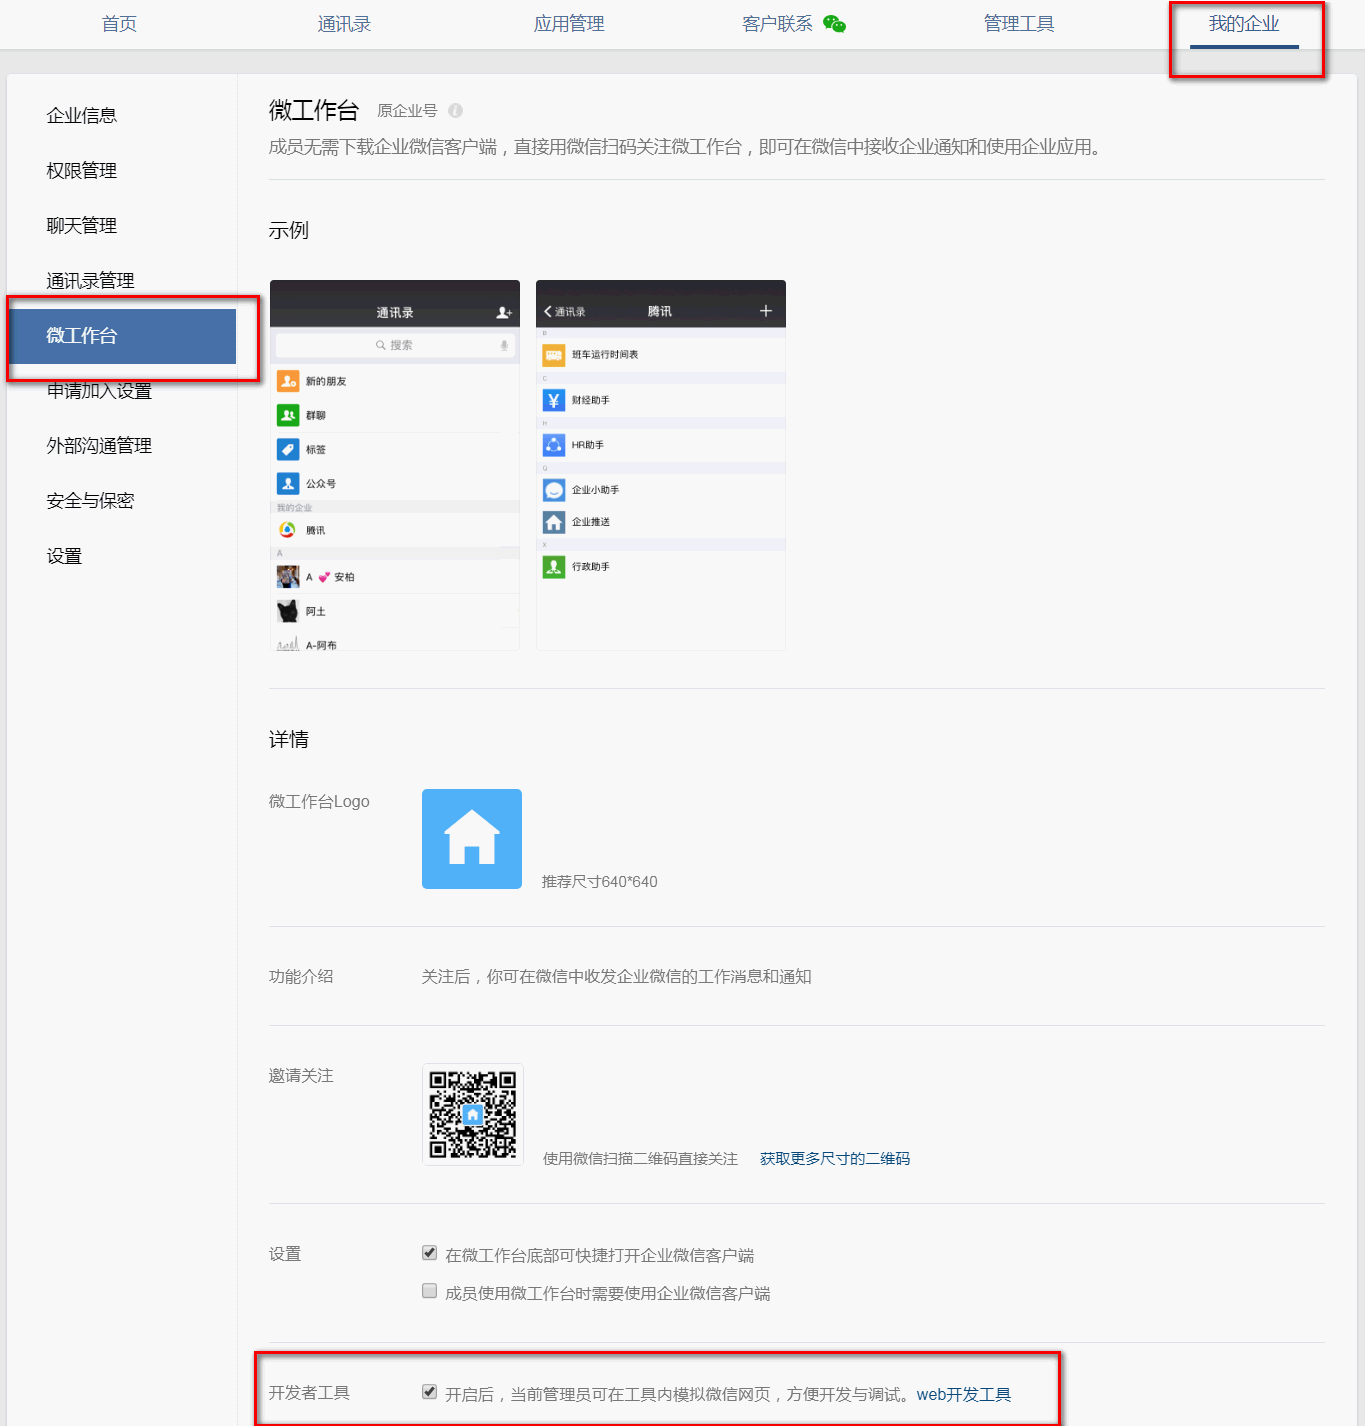 首页
通讯录
应用管理
客户联系
管理工具
我的企业
企业信息
权限管理
聊天管理
通讯录管理
微工作台
申请加入设置
外部沟通管理
安全与保密
设置
微工作台 原企业号
成员无需下载企业微信客户端，直接用微信扫码关注微工作台，即可在微信中接收企业通知和使用企业应用。
示例
通讯录
搜索
新的朋友
群聊
标签
公众号
我的企业
腾讯
A
A 💕 安柏
阿土
A-阿布
通讯录
腾讯
B
班车运行时间表
C
财经助手
H
HR助手
G
企业小助手
企业推送
X
行政助手
详情
微工作台Logo
推荐尺寸640*640
功能介绍
关注后，你可在微信中收发企业微信的工作消息和通知
邀请关注
使用微信扫描二维码直接关注
获取更多尺寸的二维码
设置
在微工作台底部可快捷打开企业微信客户端
成员使用微工作台时需要使用企业微信客户端
开发者工具
开启后，当前管理员可在工具内模拟微信网页，方便开发与调试。web开发工具